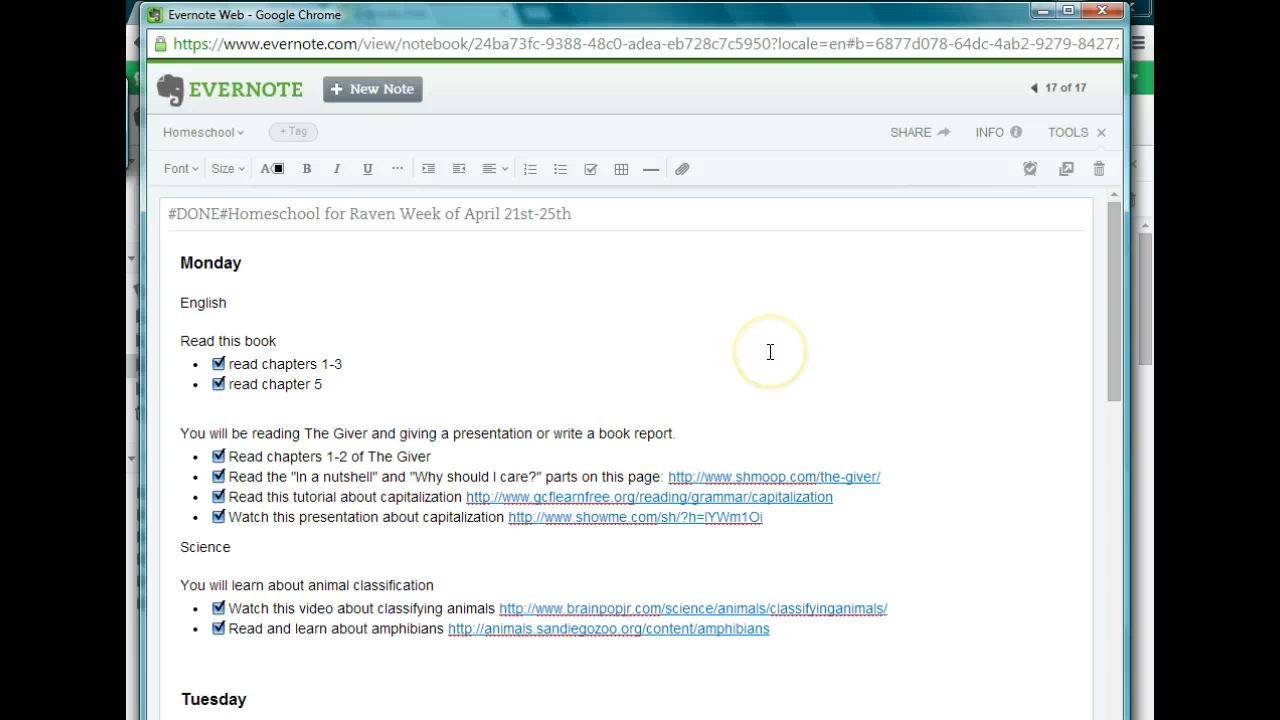 Evernote Web - Google Chrome
https://www.evernote.com/view/notebook/24ba73fc-9388-48c0-adea-eb728c7c5950?locale=en#b=6877d078-64dc-4ab2-9279-84277
EVERNOTE
+ New Note
17 of 17
Homeschool
+ Tag
SHARE
INFO
TOOLS
Font
Size
A
B
I
U
#DONE#Homeschool for Raven Week of April 21st-25th
Monday
English
Read this book
• read chapters 1-3
• read chapter 5
You will be reading The Giver and giving a presentation or write a book report.
• Read chapters 1-2 of The Giver
• Read the "In a nutshell" and "Why should I care?" parts on this page: http://www.shmoop.com/the-giver/
• Read this tutorial about capitalization http://www.gcflearnfree.org/reading/grammar/capitalization
• Watch this presentation about capitalization http://www.showme.com/sh/?h=IYWm1Oi
Science
You will learn about animal classification
• Watch this video about classifying animals http://www.brainpopjr.com/science/animals/classifyinganimals/
• Read and learn about amphibians http://animals.sandiegozoo.org/content/amphibians
Tuesday